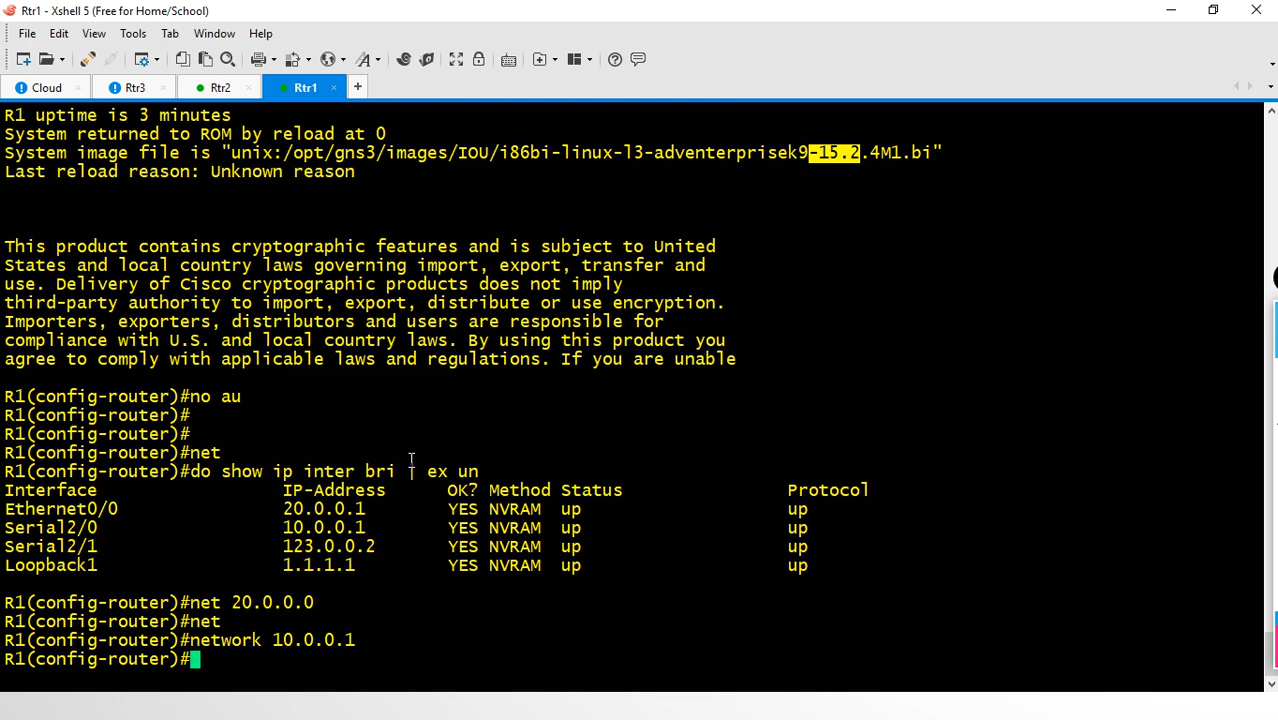 Rtr1 - Xshell 5 (Free for Home/School)
File Edit View Tools Tab Window Help
Cloud Rtr3 Rtr2 Rtr1
R1 uptime is 3 minutes
System returned to ROM by reload at 0
System image file is "unix:/opt/gns3/images/IOU/i86bi-linux-l3-adventerprisek9-15.2.4M1.bi"
Last reload reason: Unknown reason
This product contains cryptographic features and is subject to United
States and local country laws governing import, export, transfer and
use. Delivery of Cisco cryptographic products does not imply
third-party authority to import, export, distribute or use encryption.
Importers, exporters, distributors and users are responsible for
compliance with U.S. and local country laws. By using this product you
agree to comply with applicable laws and regulations. If you are unable
R1(config-router)#no au
R1(config-router)#
R1(config-router)#
R1(config-router)#net
R1(config-router)#do show ip inter bri | ex un
Interface IP-Address OK? Method Status Protocol
Ethernet0/0 20.0.0.1 YES NVRAM up up
Serial2/0 10.0.0.1 YES NVRAM up up
Serial2/1 123.0.0.2 YES NVRAM up up
Loopback1 1.1.1.1 YES NVRAM up up
R1(config-router)#net 20.0.0.0
R1(config-router)#net
R1(config-router)#network 10.0.0.1
R1(config-router)#